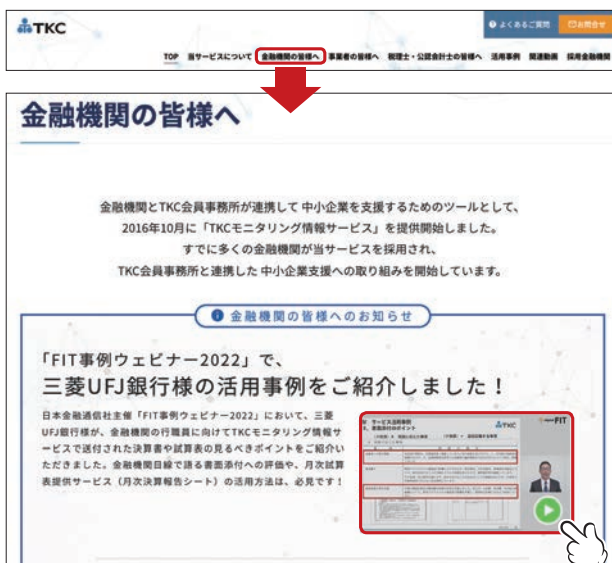 TKC
よくあるご質問
お問合せ
TOP 当サービスについて 金融機関の皆様へ 事業者の皆様へ 税理士・公認会計士の皆様へ 活用事例 関連動画 採用金融機関
金融機関の皆様へ
金融機関とTKC会員事務所が連携して 中小企業を支援するためのツールとして、
2016年10月に「TKCモニタリング情報サービス」を提供開始しました。
すでに多くの金融機関が当サービスを採用され、
TKC会員事務所と連携した 中小企業支援への取り組みを開始しています。
金融機関の皆様へのお知らせ
「FIT事例ウェビナー2022」で、
三菱UFJ銀行様の活用事例をご紹介しました！
日本金融通信社主催「FIT事例ウェビナー2022」において、三菱
UFJ銀行様が、金融機関の行職員に向けてTKCモニタリング情報サ
ービスで送付された決算書や試算表の見るべきポイントをご紹介い
ただきました。金融機関目線で語る書面添付への評価や、月次試算
表提供サービス（月次決算報告シート）の活用方法は、必見です！
TKC
FIT